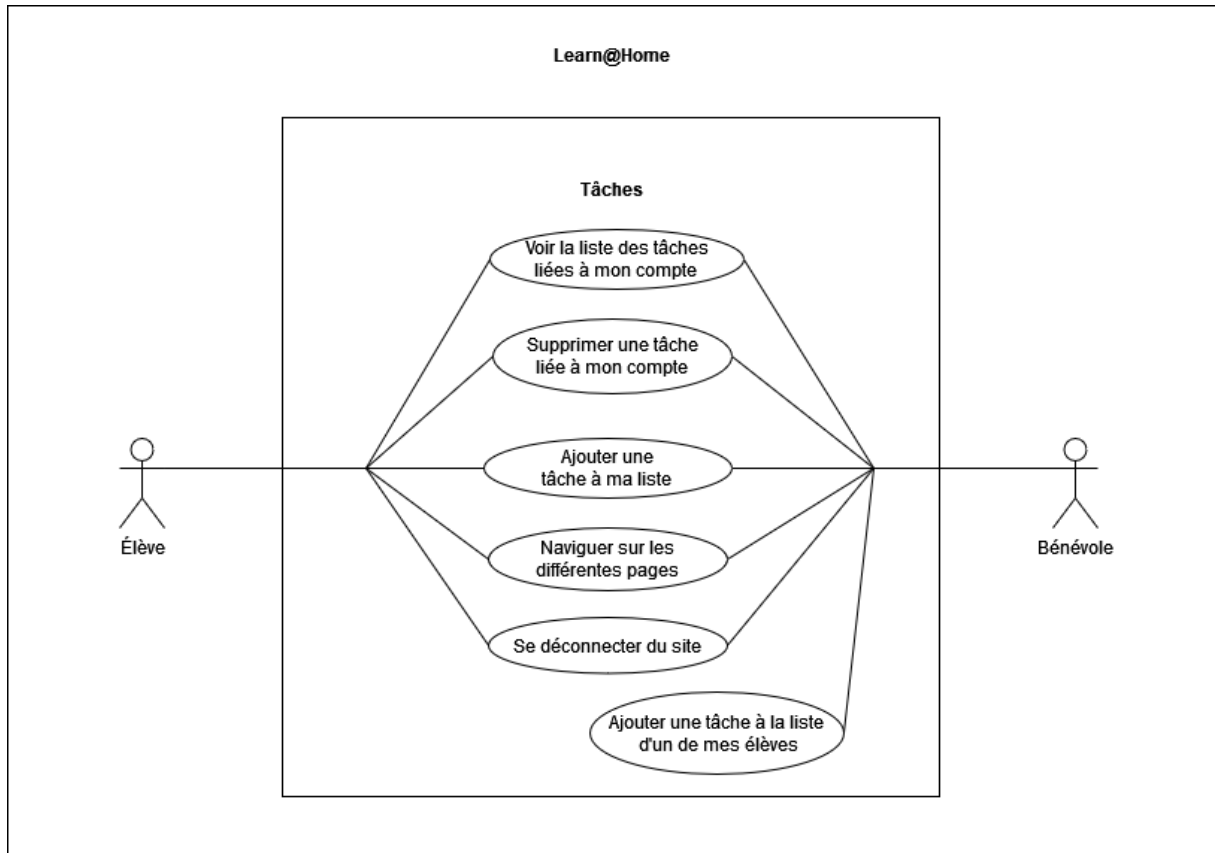 Learn@Home
Tâches
Voir la liste des tâches
liées à mon compte
Supprimer une tâche
liée à mon compte
Ajouter une
tâche à ma liste
Élève
Bénévole
Naviguer sur les
différentes pages
Se déconnecter du site
Ajouter une tâche à la liste
d'un de mes élèves